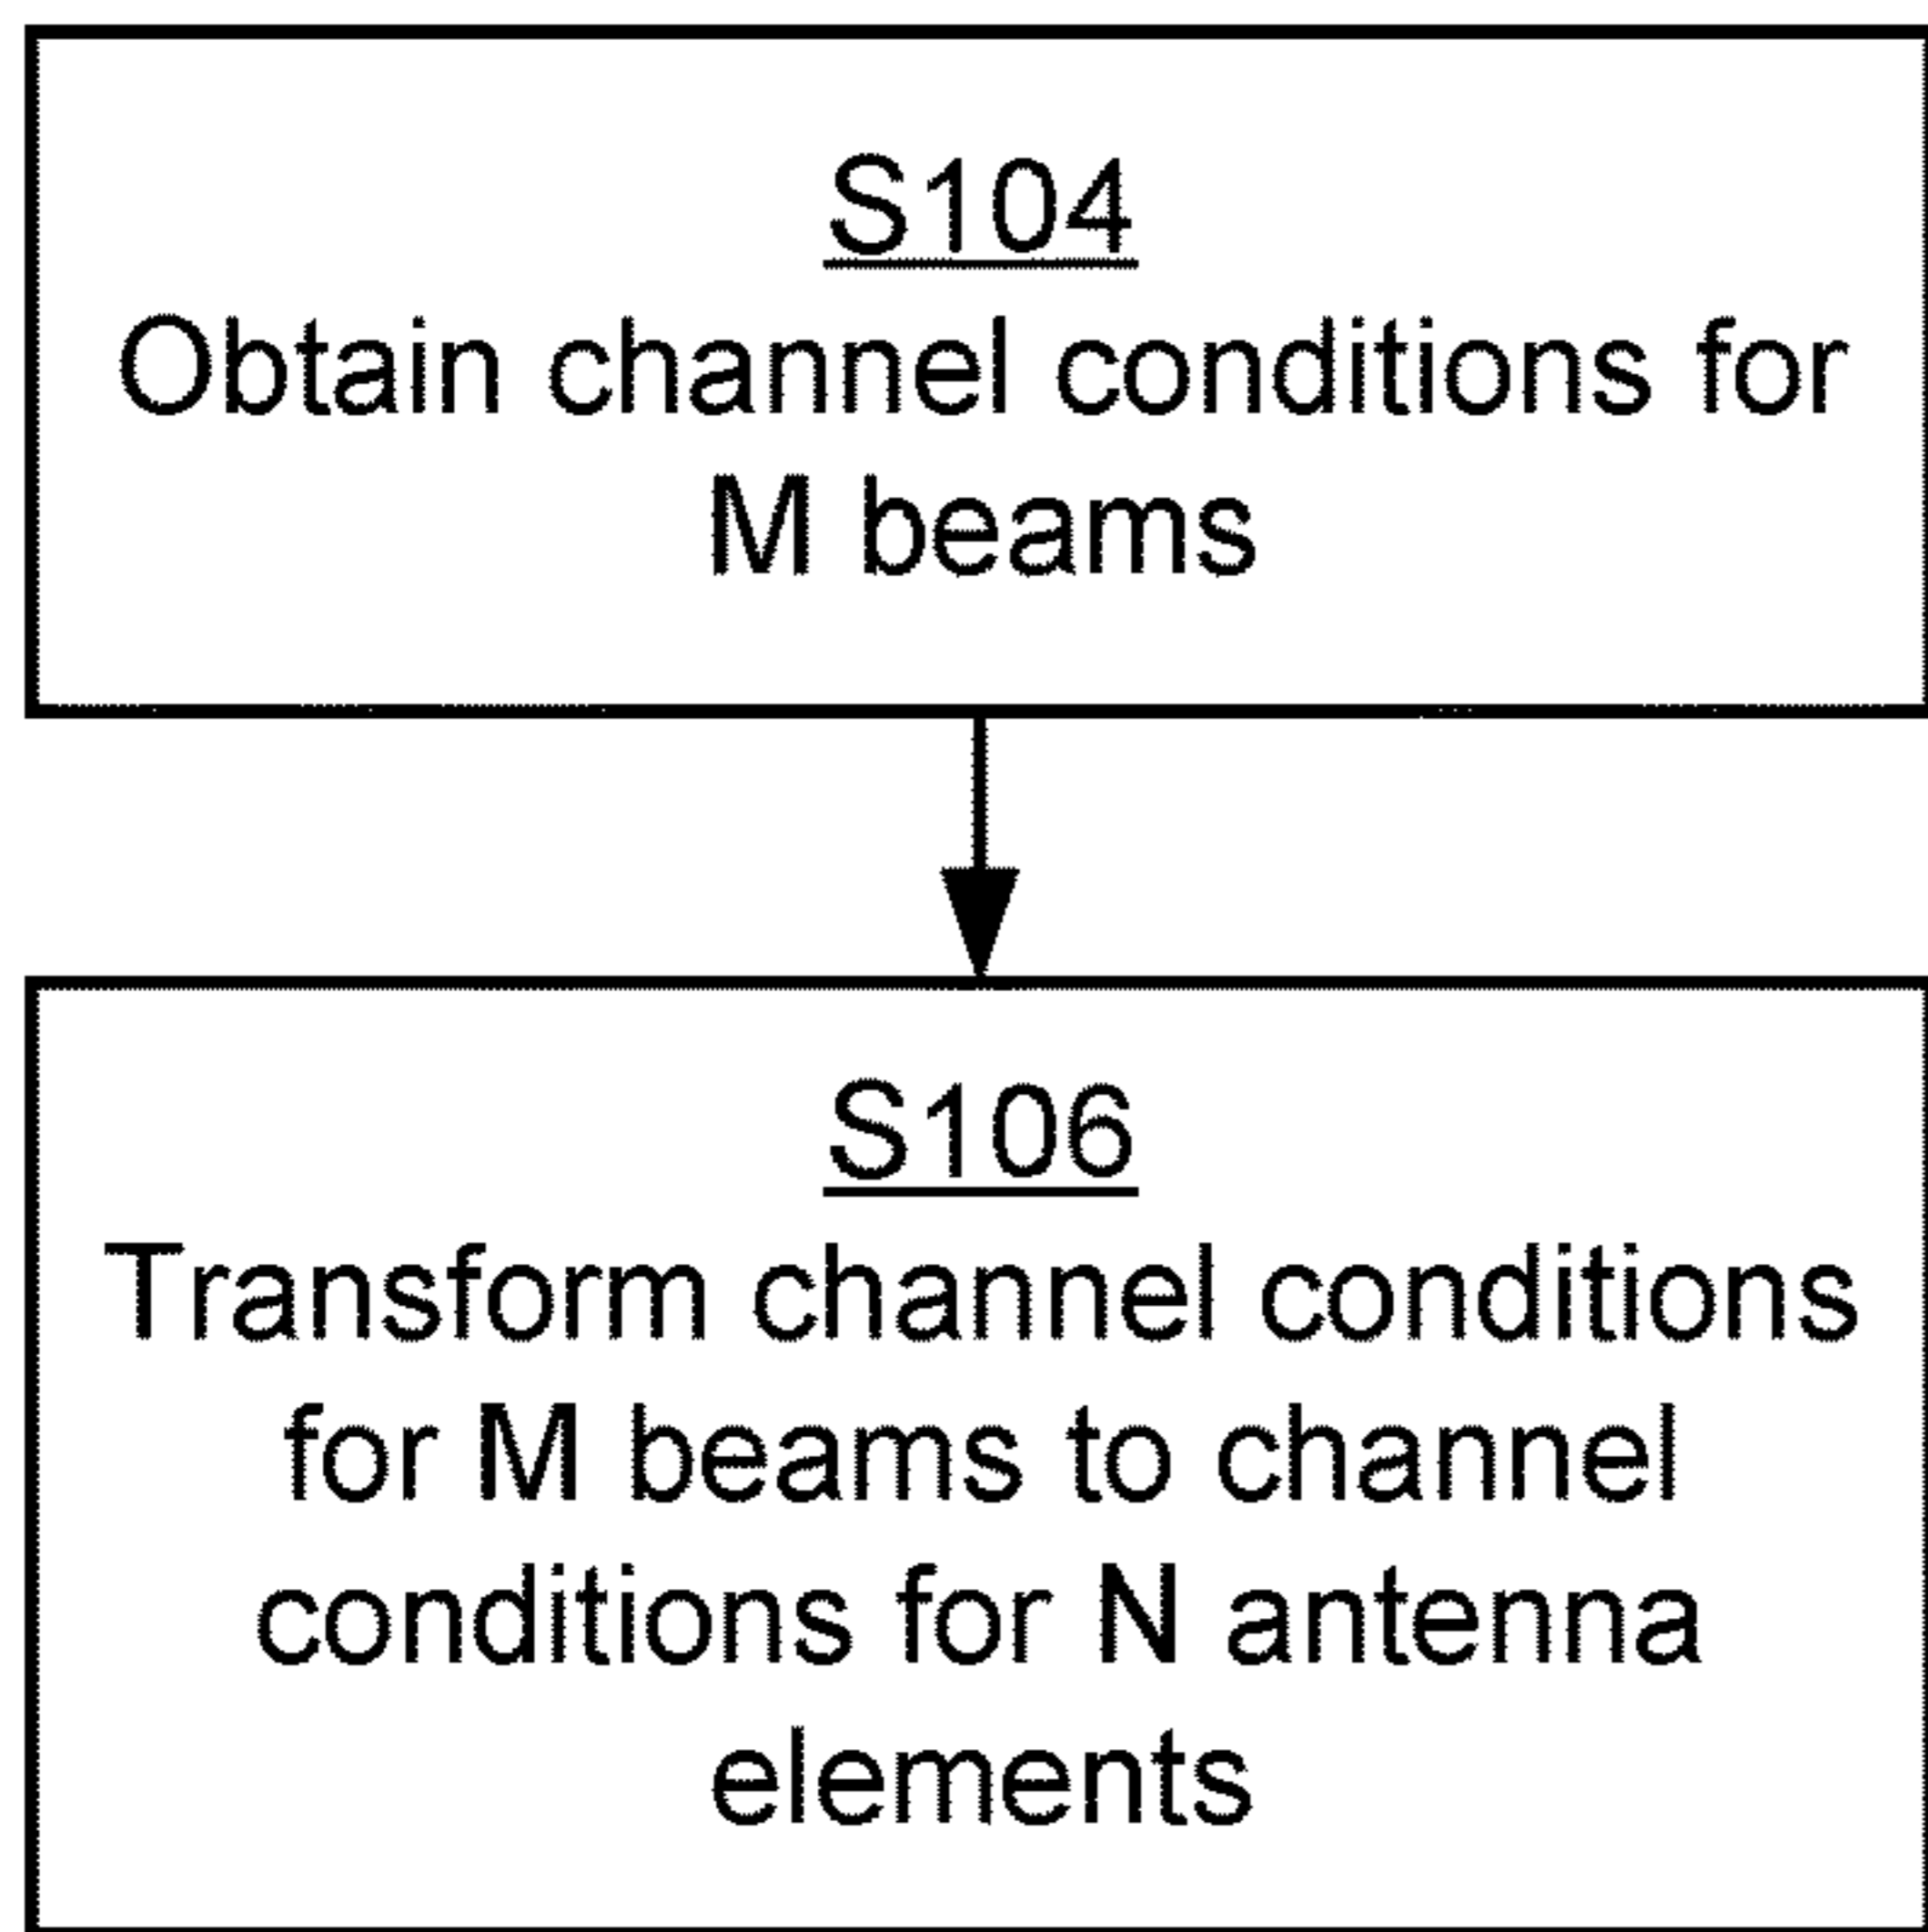 S104
Obtain channel conditions for
M beams
S106
Transform channel conditions
for M beams to channel
conditions for N antenna
elements